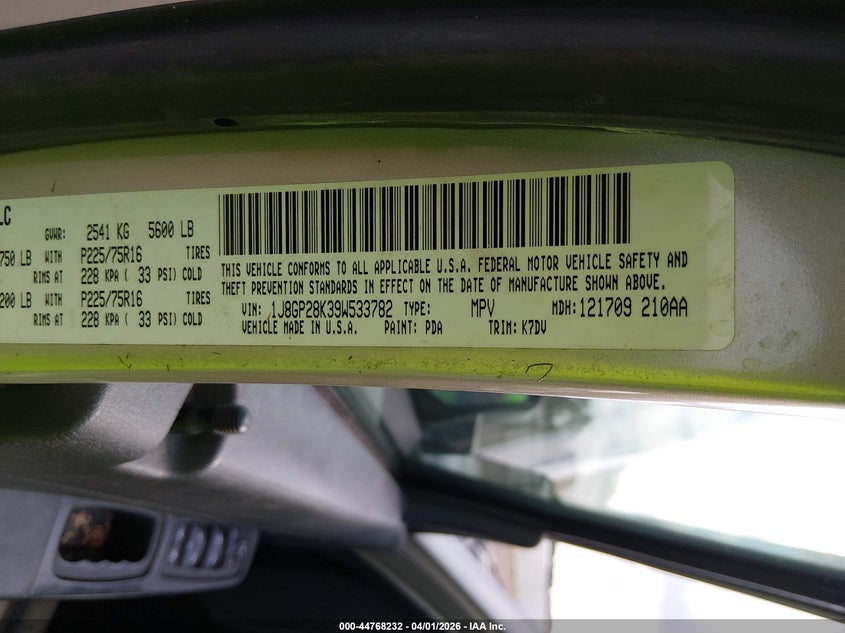 LC
GVWR: 2541 KG 5600 LB
750 LB WITH P225/75R16 TIRES
RIMS AT 228 KPA ( 33 PSI) COLD
200 LB WITH P225/75R16 TIRES
RIMS AT 228 KPA ( 33 PSI) COLD
THIS VEHICLE CONFORMS TO ALL APPLICABLE U.S.A. FEDERAL MOTOR VEHICLE SAFETY AND
THEFT PREVENTION STANDARDS IN EFFECT ON THE DATE OF MANUFACTURE SHOWN ABOVE.
VIN: 1J8GP28K39W533782 TYPE: MPV MDH: 121709 210AA
VEHICLE MADE IN U.S.A. PAINT: PDA TRIM: K7DV
000-44768232 - 04/01/2026 - IAA Inc.